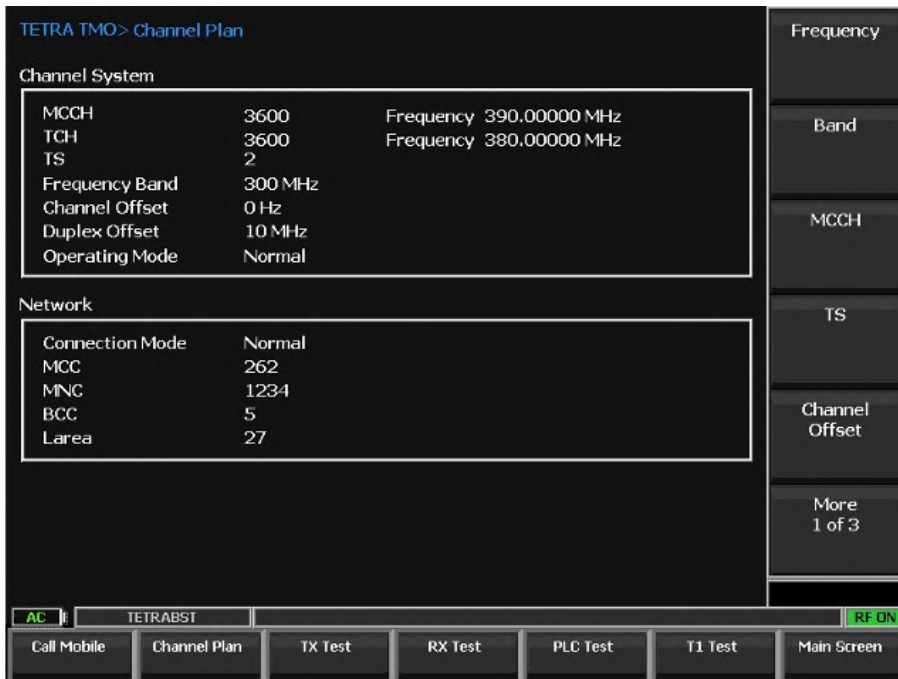 TETRA TMO> Channel Plan
Channel System
MCCH 3600 Frequency 390.00000 MHz
TCH 3600 Frequency 380.00000 MHz
TS 2
Frequency Band 300 MHz
Channel Offset 0 Hz
Duplex Offset 10 MHz
Operating Mode Normal
Network
Connection Mode Normal
MCC 262
MNC 1234
BCC 5
Larea 27
Frequency
Band
MCCH
TS
Channel
Offset
More
1 of 3
AC TETRABST RF ON
Call Mobile Channel Plan TX Test RX Test PLC Test T1 Test Main Screen